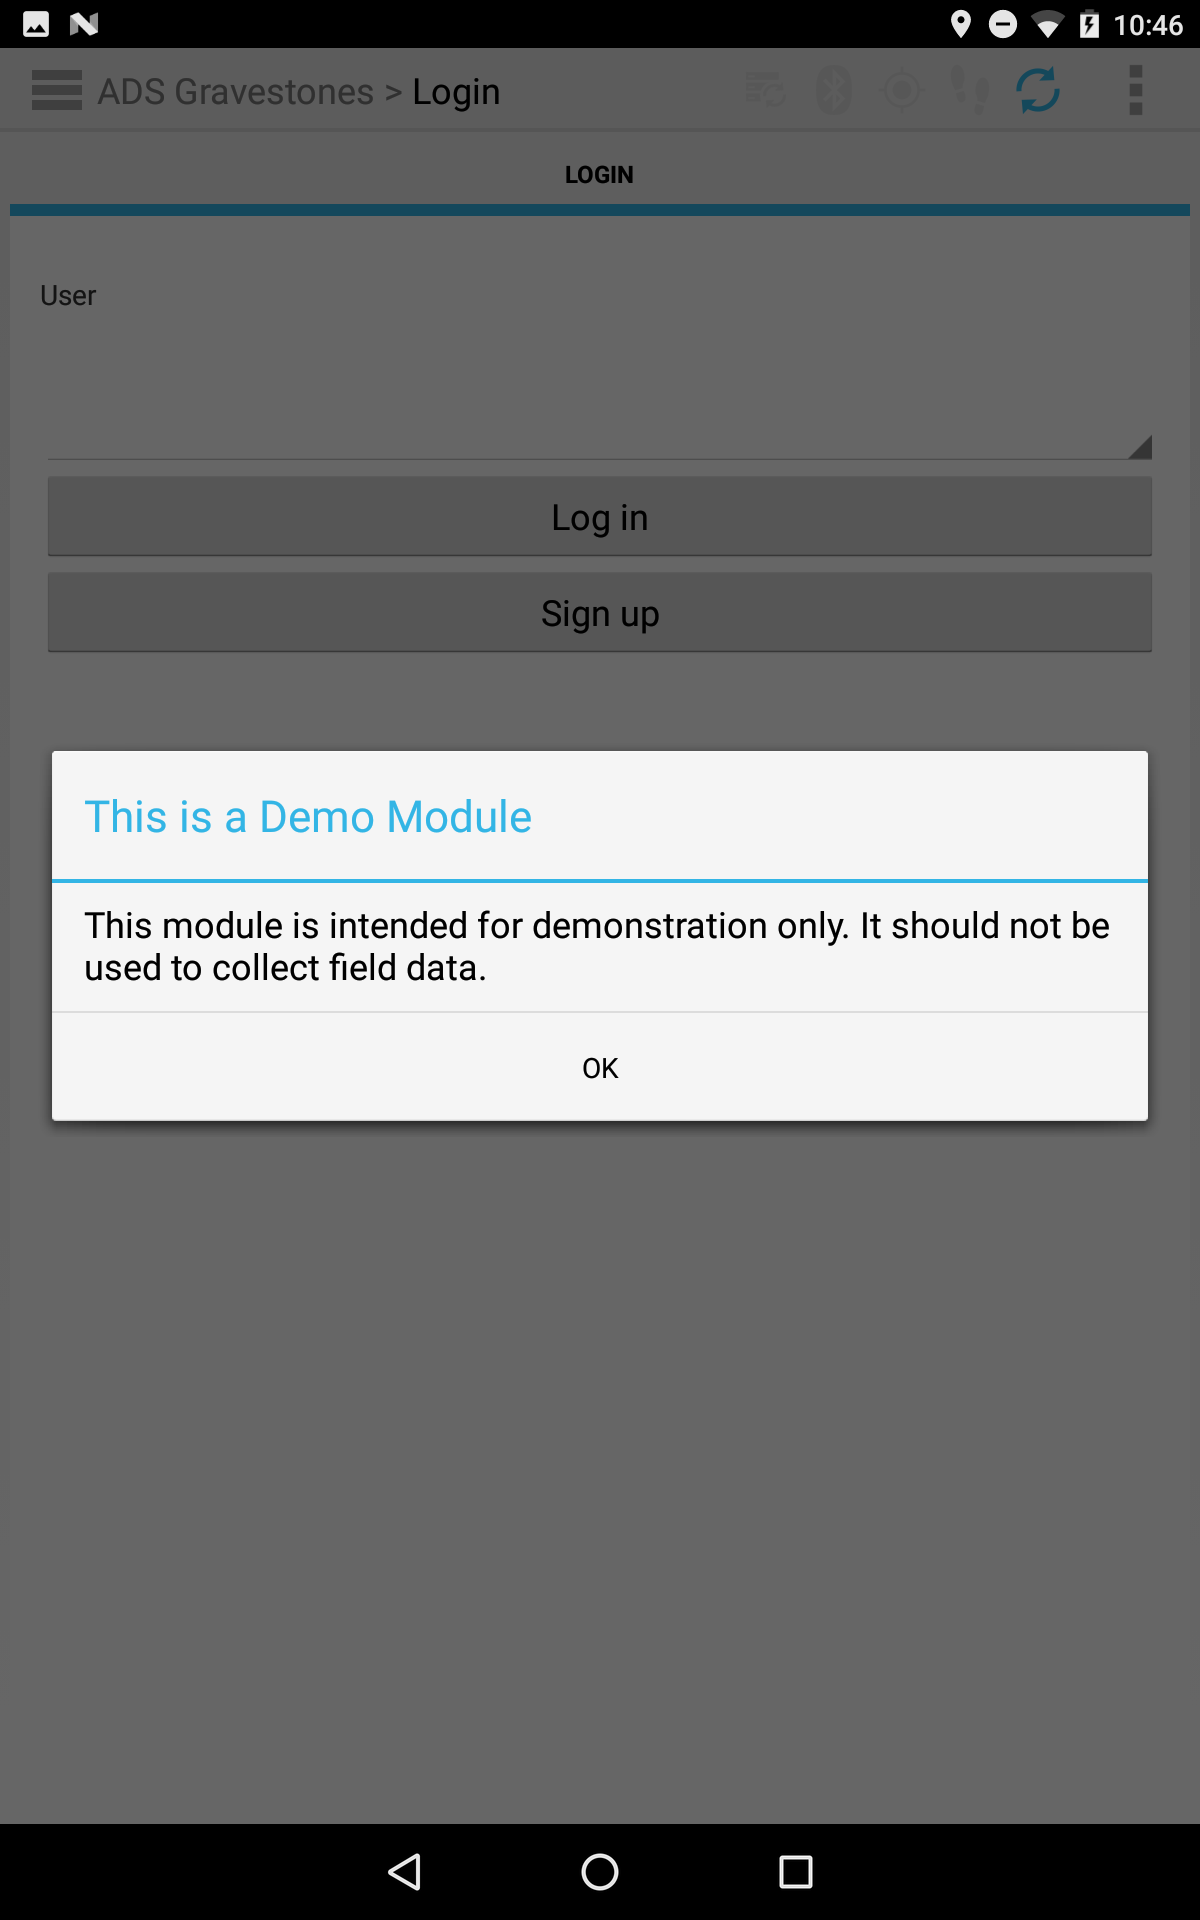 10:46
ADS Gravestones > Login
LOGIN
User
Log in
Sign up
This is a Demo Module
This module is intended for demonstration only. It should not be
used to collect field data.
OK